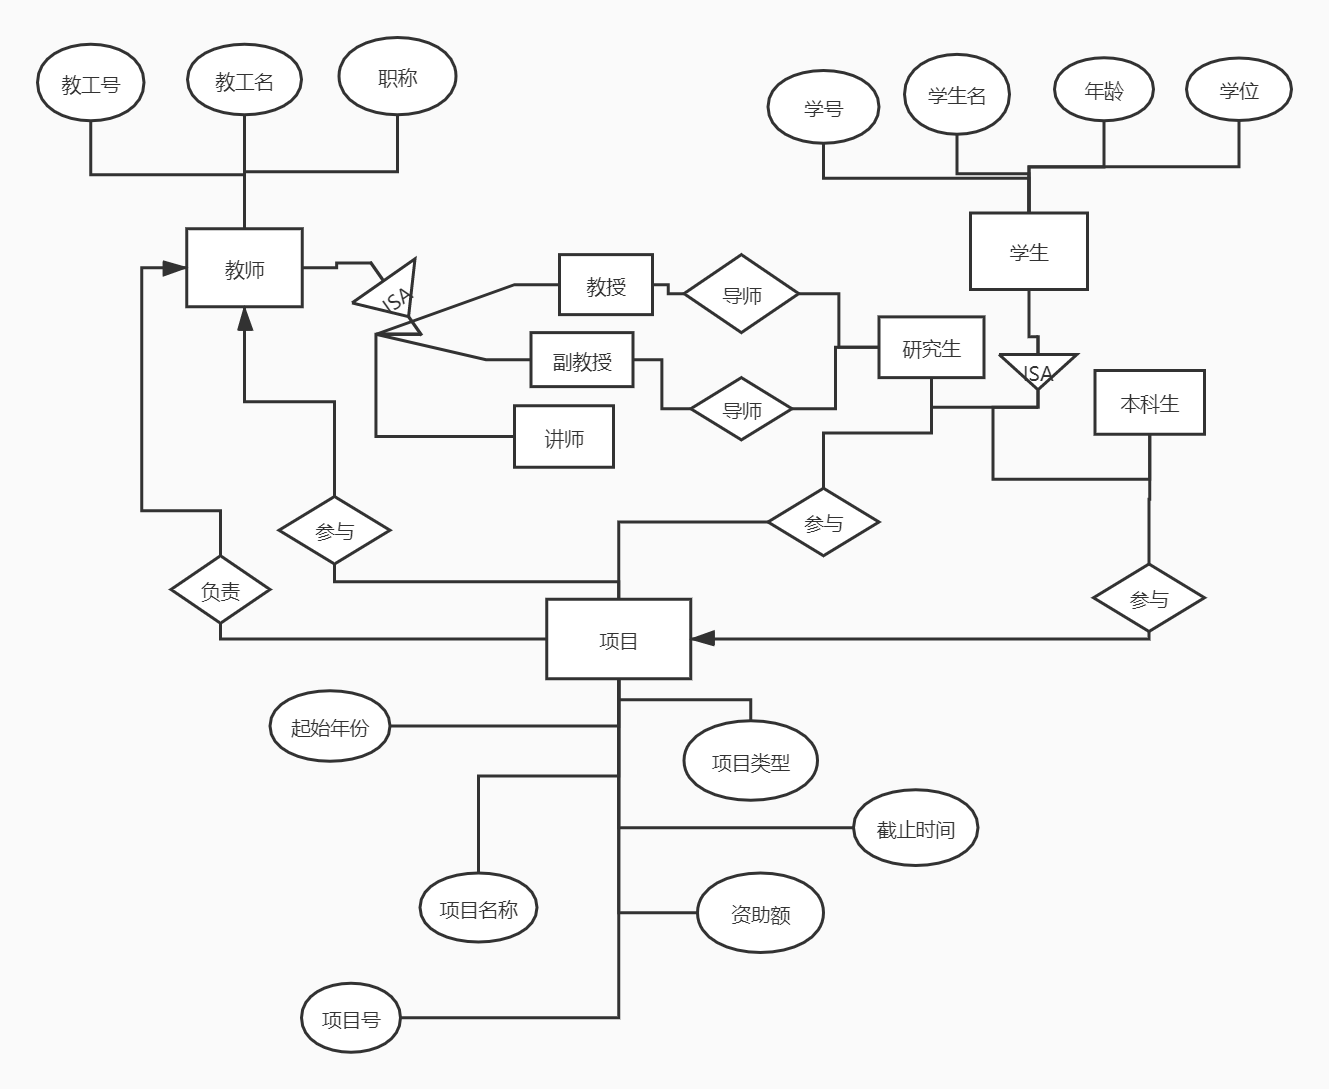 教工号
教工名
职称
学号
学生名
年龄
学位
教师
ISA
教授
导师
学生
副教授
导师
研究生
ISA
本科生
讲师
参与
参与
负责
参与
项目
起始年份
项目类型
截止时间
项目名称
资助额
项目号